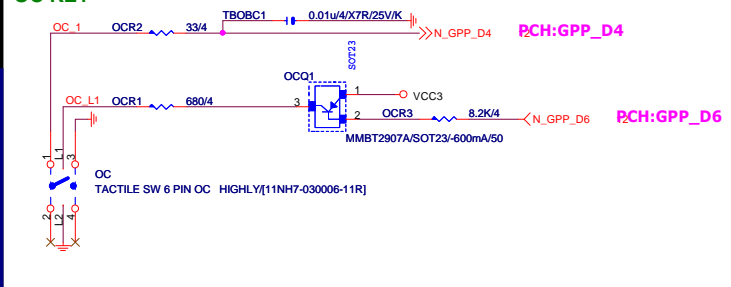 TBOBC1 0.01u/4/X7R/25V/K
OC_1 OCR2 33/4 N_GPP_D4 PCH:GPP_D4
SOT23
OCQ1
OC_L1 OCR1 680/4 3 1 VCC3
2 OCR3 8.2K/4 N_GPP_D6 PCH:GPP_D6
MMBT2907A/SOT23/-600mA/50
1 L1 3
OC
TACTILE SW 6 PIN OC HIGHLY/[11NH7-030006-11R]
2 L2 4